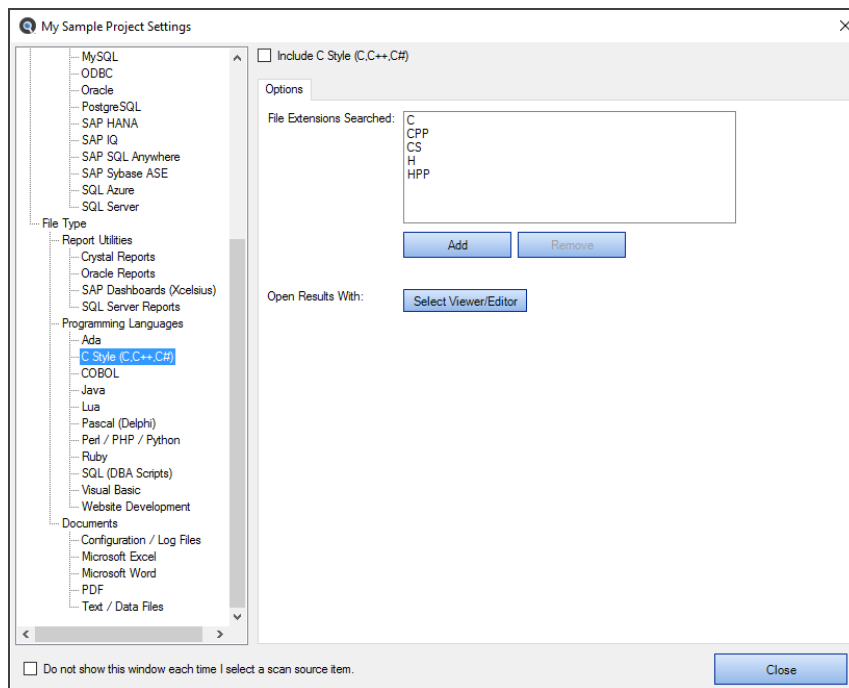 My Sample Project Settings
MySQL
ODBC
Oracle
PostgreSQL
SAP HANA
SAP IQ
SAP SQL Anywhere
SAP Sybase ASE
SQL Azure
SQL Server
File Type
Report Utilities
Crystal Reports
Oracle Reports
SAP Dashboards (Xcelsius)
SQL Server Reports
Programming Languages
Ada
C Style (C,C++,C#)
COBOL
Java
Lua
Pascal (Delphi)
Perl / PHP / Python
Ruby
SQL (DBA Scripts)
Visual Basic
Website Development
Documents
Configuration / Log Files
Microsoft Excel
Microsoft Word
PDF
Text / Data Files
Include C Style (C,C++,C#)
Options
File Extensions Searched:
C
CPP
CS
H
HPP
Add Remove
Open Results With: Select Viewer/Editor
Do not show this window each time I select a scan source item.
Close